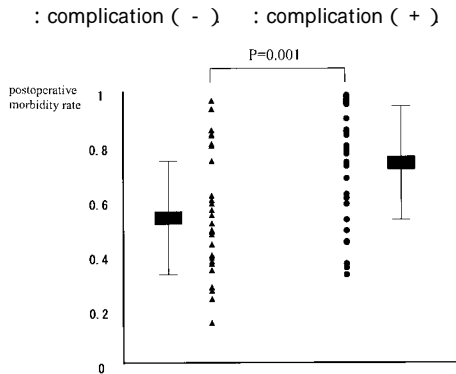 : complication ( - ) : complication ( + )
P=0.001
postoperative
morbidity rate
1
0.8
0.6
0.4
0.2
0